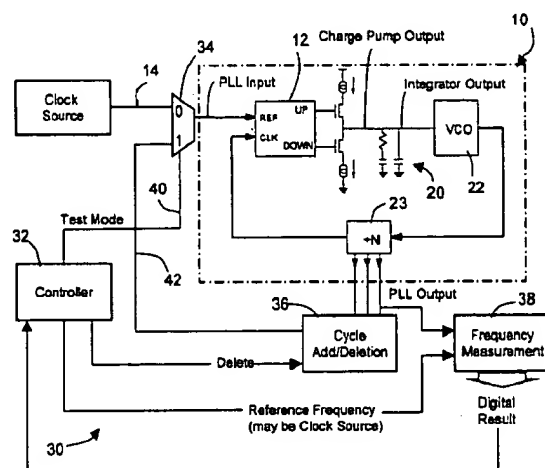 34
12
Charge Pump Output
10
14
PLL Input
Integrator Output
Clock
Source
0
1
REF
UP
CLK
DOWN
VCO
20
22
40
Test Mode
23
÷N
32
42
Controller
36
PLL Output
38
Cycle
Add/Deletion
Frequency
Measurement
Delete
Reference Frequency
(may be Clock Source)
Digital
Result
30